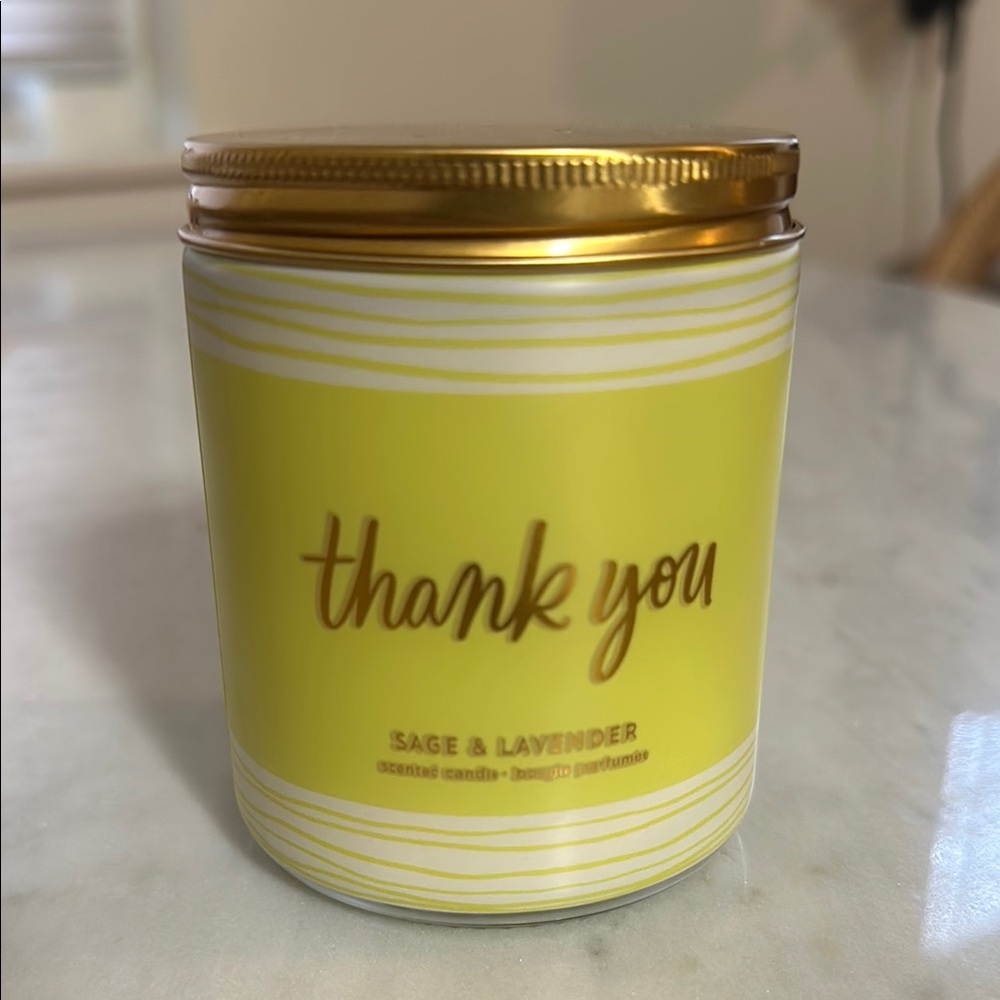 thank you
SAGE & LAVENDER
scented candle • bougie parfumée